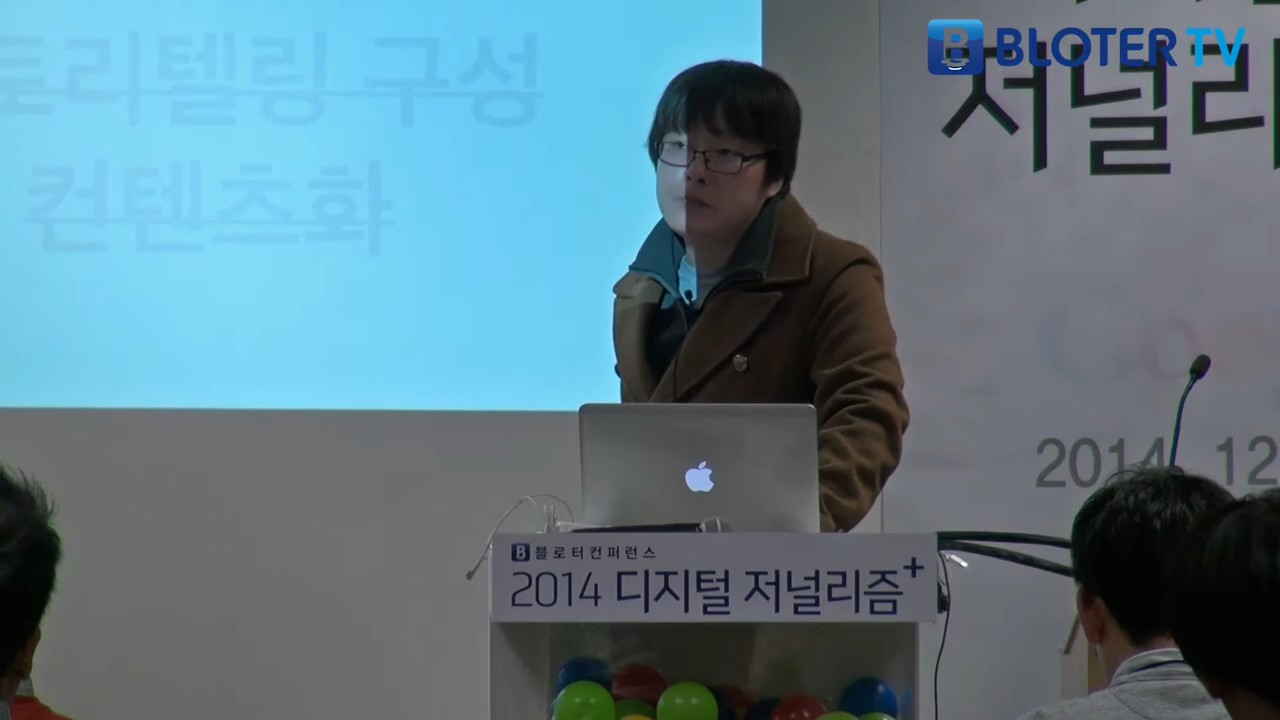 BLOTER TV
토리텔링 구성
컨텐츠화
저널리
2014. 12
B 블로터컨퍼런스
2014 디지털 저널리즘+